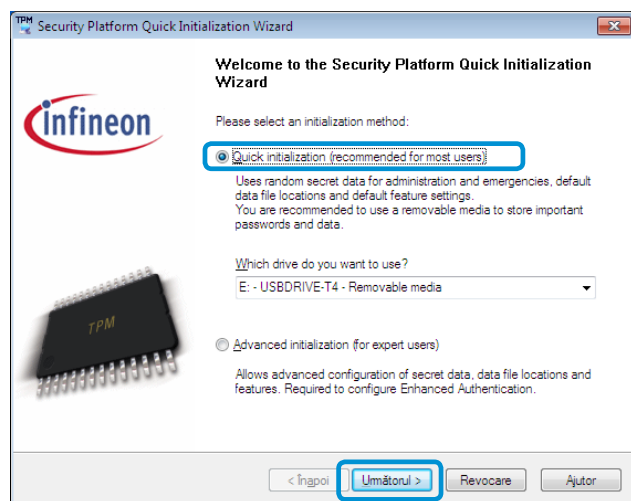 TPM
Security Platform Quick Initialization Wizard
Welcome to the Security Platform Quick Initialization
Wizard
infineon
Please select an initialization method:
Quick initialization (recommended for most users)
Uses random secret data for administration and emergencies, default
data file locations and default feature settings.
You are recommended to use a removable media to store important
passwords and data.
Which drive do you want to use?
E: - USBDRIVE-T4 - Removable media
TPM
Advanced initialization (for expert users)
Allows advanced configuration of secret data, data file locations and
features. Required to configure Enhanced Authentication.
< Înapoi
Următorul >
Revocare
Ajutor